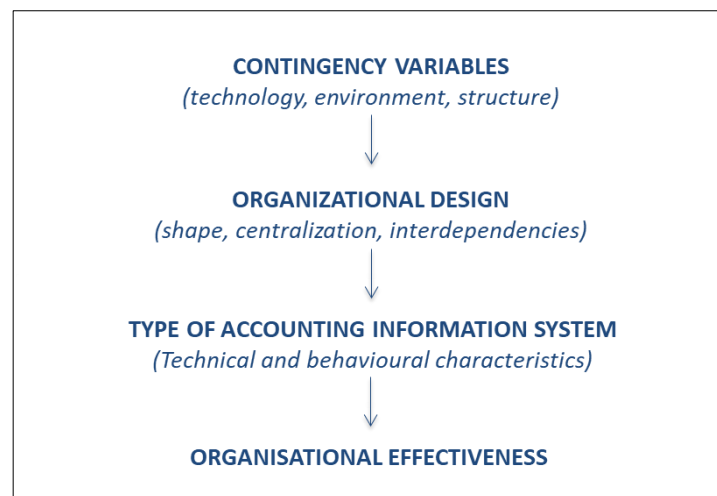 CONTINGENCY VARIABLES
(technology, environment, structure)
ORGANIZATIONAL DESIGN
(shape, centralization, interdependencies)
TYPE OF ACCOUNTING INFORMATION SYSTEM
(Technical and behavioural characteristics)
ORGANISATIONAL EFFECTIVENESS